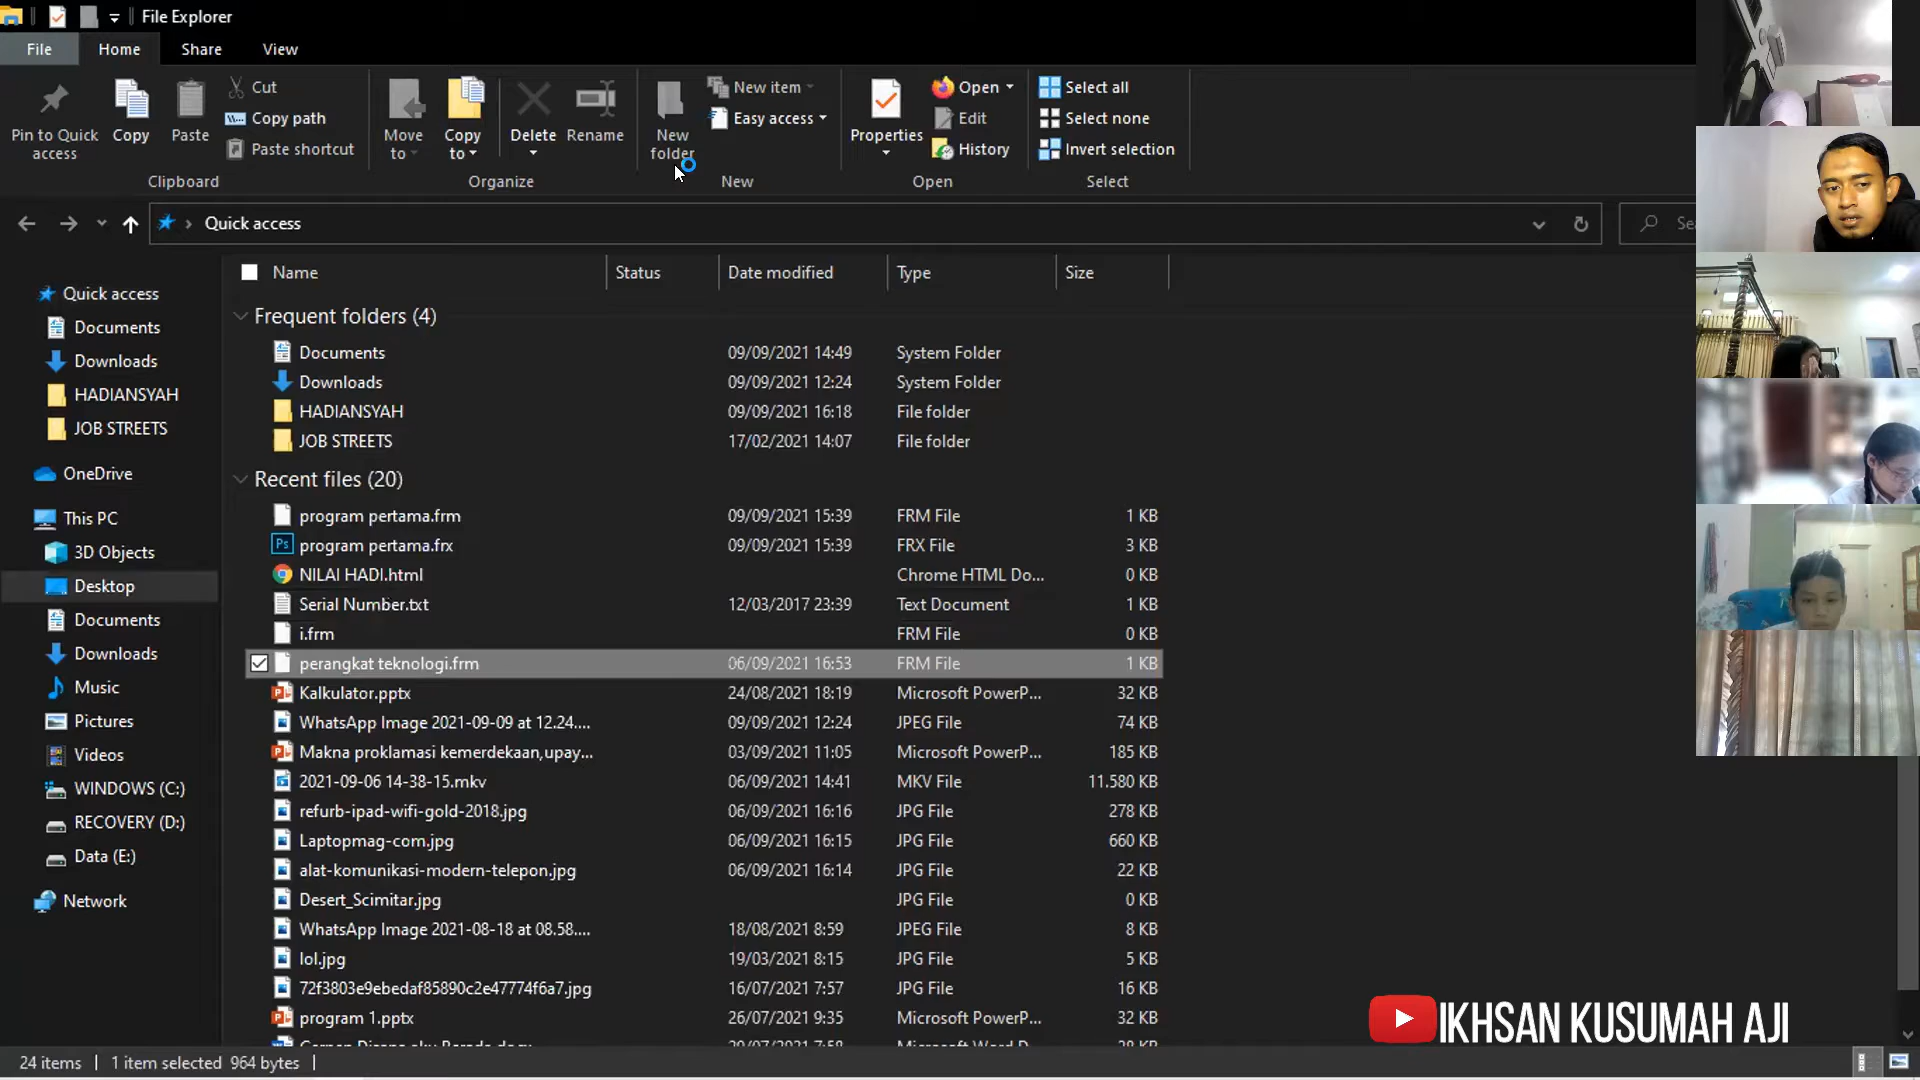 File Explorer
File Home Share View
Pin to Quick access
Copy
Paste
Cut
Copy path
Paste shortcut
Clipboard
Move to
Copy to
Delete
Rename
Organize
New folder
New item
Easy access
New
Properties
Open
Edit
History
Open
Select all
Select none
Invert selection
Select
Quick access
Name Status Date modified Type Size
Quick access
Documents
Downloads
HADIANSYAH
JOB STREETS
OneDrive
This PC
3D Objects
Desktop
Documents
Downloads
Music
Pictures
Videos
WINDOWS (C:)
RECOVERY (D:)
Data (E:)
Network
Frequent folders (4)
Documents 09/09/2021 14:49 System Folder
Downloads 09/09/2021 12:24 System Folder
HADIANSYAH 09/09/2021 16:18 File folder
JOB STREETS 17/02/2021 14:07 File folder
Recent files (20)
program pertama.frm 09/09/2021 15:39 FRM File 1 KB
Ps program pertama.frx 09/09/2021 15:39 FRX File 3 KB
NILAI HADI.html Chrome HTML Do... 0 KB
Serial Number.txt 12/03/2017 23:39 Text Document 1 KB
i.frm FRM File 0 KB
perangkat teknologi.frm 06/09/2021 16:53 FRM File 1 KB
Kalkulator.pptx 24/08/2021 18:19 Microsoft PowerP... 32 KB
WhatsApp Image 2021-09-09 at 12.24.... 09/09/2021 12:24 JPEG File 74 KB
Makna proklamasi kemerdekaan,upay... 03/09/2021 11:05 Microsoft PowerP... 185 KB
2021-09-06 14-38-15.mkv 06/09/2021 14:41 MKV File 11.580 KB
refurb-ipad-wifi-gold-2018.jpg 06/09/2021 16:16 JPG File 278 KB
Laptopmag-com.jpg 06/09/2021 16:15 JPG File 660 KB
alat-komunikasi-modern-telepon.jpg 06/09/2021 16:14 JPG File 22 KB
Desert_Scimitar.jpg JPG File 0 KB
WhatsApp Image 2021-08-18 at 08.58.... 18/08/2021 8:59 JPEG File 8 KB
lol.jpg 19/03/2021 8:15 JPG File 5 KB
72f3803e9ebedaf85890c2e47774f6a7.jpg 16/07/2021 7:57 JPG File 16 KB
program 1.pptx 26/07/2021 9:35 Microsoft PowerP... 32 KB
24 items 1 item selected 964 bytes
IKHSAN KUSUMAH AJI